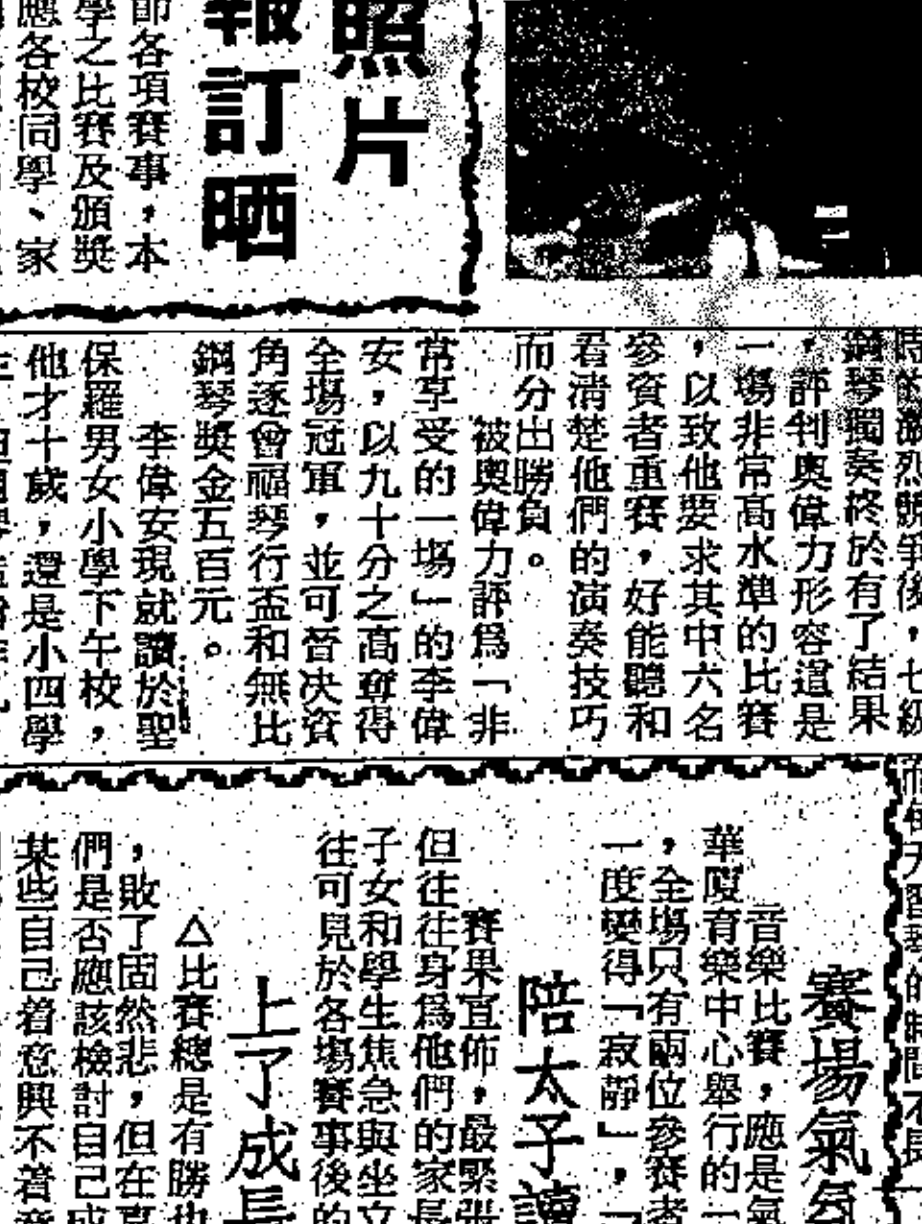 照片
報訂晒
節各項賽事，本
學之比賽及頒獎
應各校同學、家
鋼琴獨奏終於有了結果
，評判奧偉力形容這是
一場非常高水準的比賽
，以致他要求其中六名
參賽者重賽，好能聽和
看清楚他們的演奏技巧
而分出勝負。
被奧偉力評爲「非
常享受的一場」的李偉
安，以九十分之高奪得
全場冠軍，並可晉決賽
角逐曾福琴行盃和無比
鋼琴獎金五百元。
李偉安現就讀於聖
保羅男女小學下午校，
他才十歲，還是小四學
賽場氣氛
音樂比賽，應是氣
華厦育樂中心舉行的一
，全場只有兩位參賽者
一度變得「寂靜」，
陪太子讀
賽果宣佈，最緊張
但往往身爲他們的家長
子女和學生焦急與坐立
往可見於各場賽事後的
上了成長
△比賽總是有勝也
，敗了固然悲，但在
們是否應該檢討自己
某些自己着意與不着意